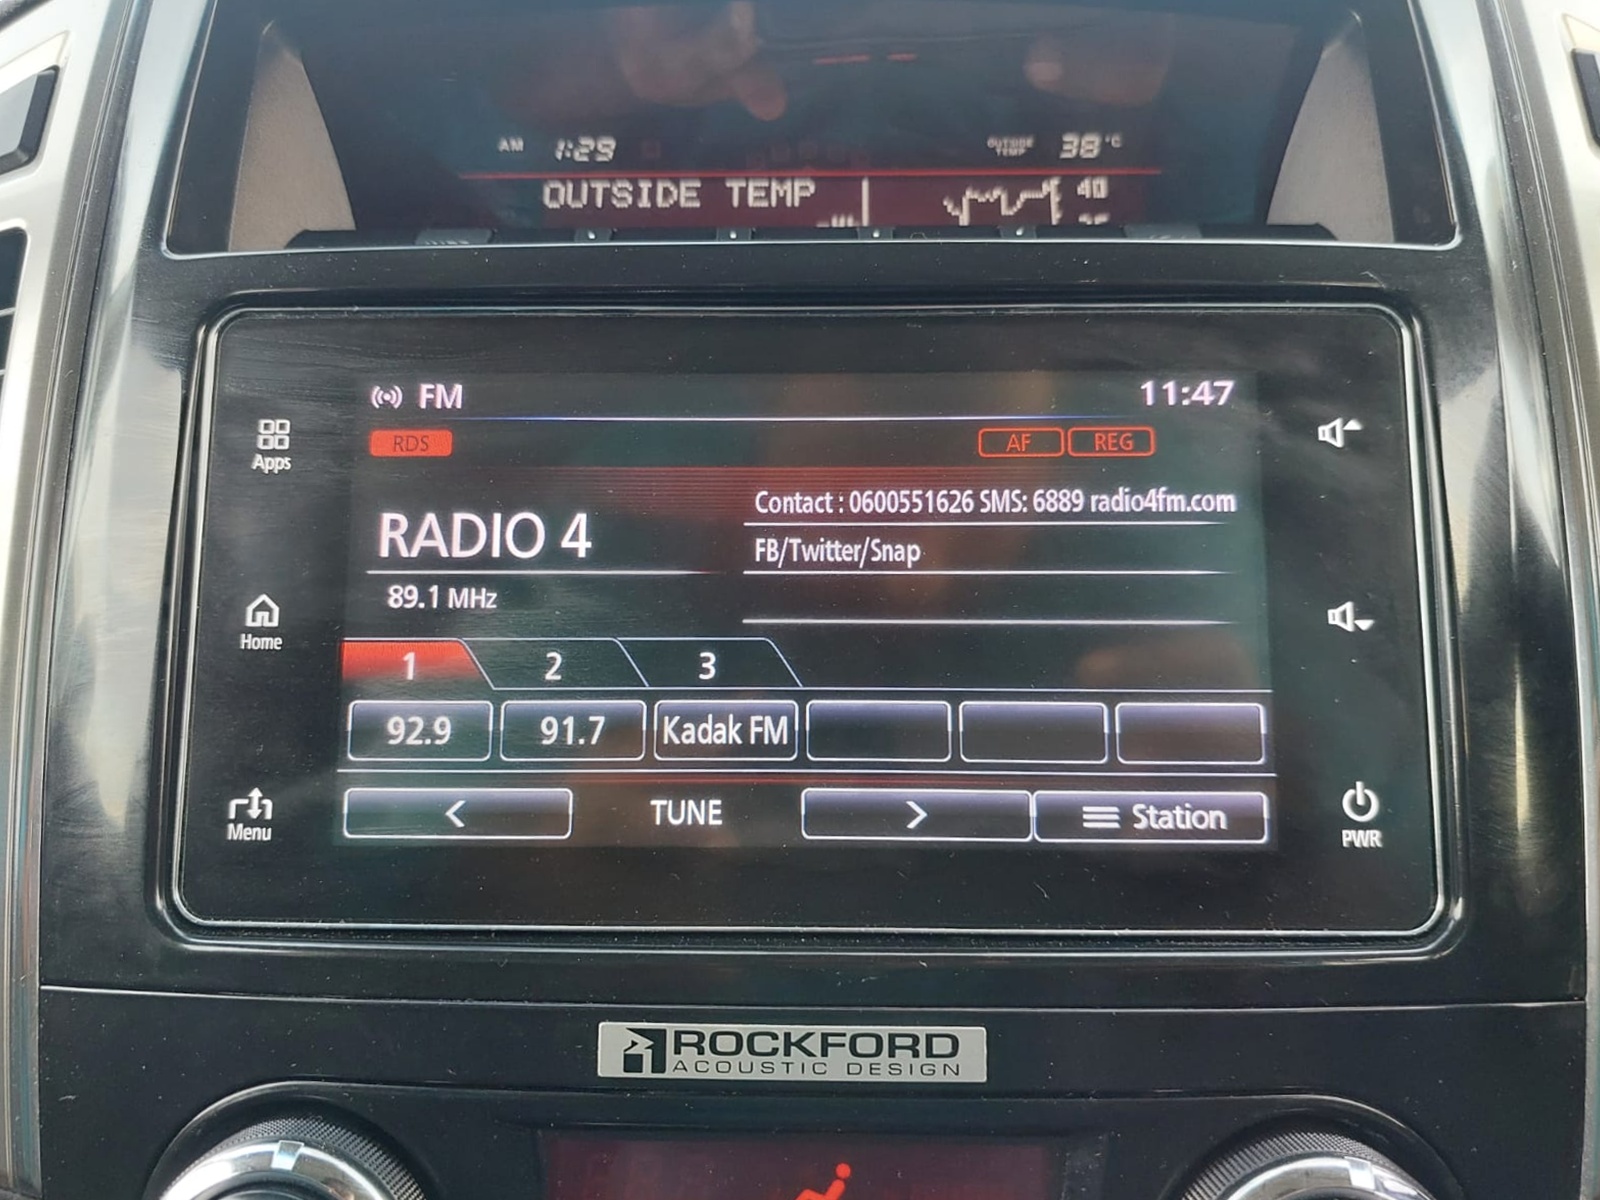 AM 1:29 OUTSIDE TEMP 38°C
OUTSIDE TEMP 40
FM 11:47
RDS AF REG
Apps
RADIO 4
Contact : 0600551626 SMS: 6889 radio4fm.com
FB/Twitter/Snap
89.1 MHz
Home
1 2 3
92.9 91.7 Kadak FM
Menu
< TUNE > Station
PWR
ROCKFORD
ACOUSTIC DESIGN